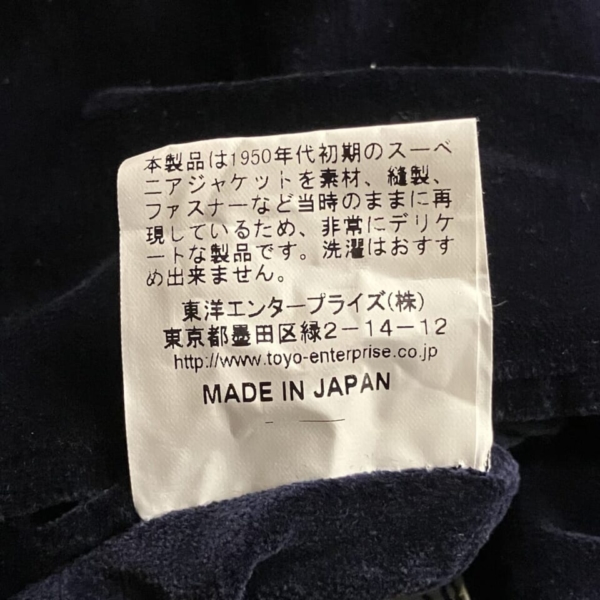 本製品は1950年代初期のスーベ
ニアジャケットを素材、縫製、
ファスナーなど当時のままに再
現しているため、非常にデリケ
ートな製品です。洗濯はおすす
め出来ません。
東洋エンタープライズ(株)
東京都墨田区緑2-14-12
http://www.toyo-enterprise.co.jp
MADE IN JAPAN